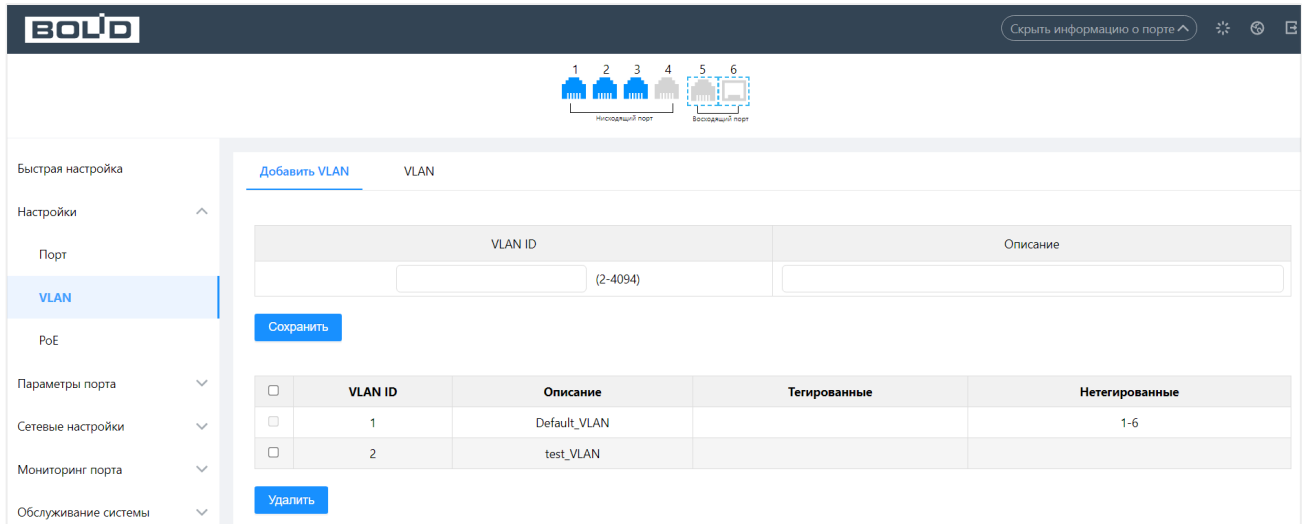 BOLID
Скрыть информацию о порте
1 2 3 4 5 6
Нисходящий порт
Восходящий порт
Быстрая настройка
Настройки
Порт
VLAN
PoE
Параметры порта
Сетевые настройки
Мониторинг порта
Обслуживание системы
Добавить VLAN
VLAN
VLAN ID Описание
(2-4094)
Сохранить
VLAN ID Описание Тегированные Нетегированные
1 Default_VLAN 1-6
2 test_VLAN
Удалить